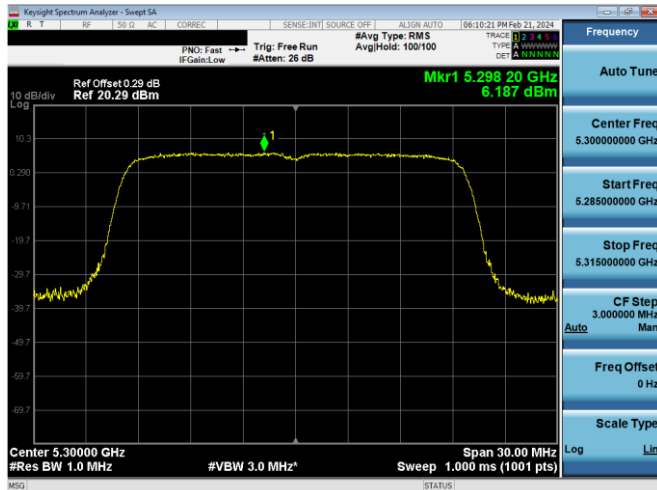 Keysight Spectrum Analyzer - Swept SA
R T RF 50 Ω AC CORREC SENSE:INT SOURCE OFF ALIGN AUTO 06:10:21 PM Feb 21, 2024
Frequency
#Avg Type: RMS
TRACE 1 2 3 4 5 6
PNO: Fast Trig: Free Run Avg|Hold: 100/100
TYPE A WWWWW
IFGain:Low #Atten: 26 dB
DET A N N N N N
Auto Tune
Mkr1 5.298 20 GHz
Ref Offset 0.29 dB
10 dB/div Ref 20.29 dBm 6.187 dBm
Log
1
Center Freq
5.300000000 GHz
10.3
0.290
Start Freq
5.285000000 GHz
-9.71
-19.7
Stop Freq
5.315000000 GHz
-29.7
CF Step
3.000000 MHz
Auto Man
-39.7
-49.7
Freq Offset
0 Hz
-59.7
-69.7
Scale Type
Log Lin
Center 5.30000 GHz Span 30.00 MHz
#Res BW 1.0 MHz #VBW 3.0 MHz* Sweep 1.000 ms (1001 pts)
MSG STATUS